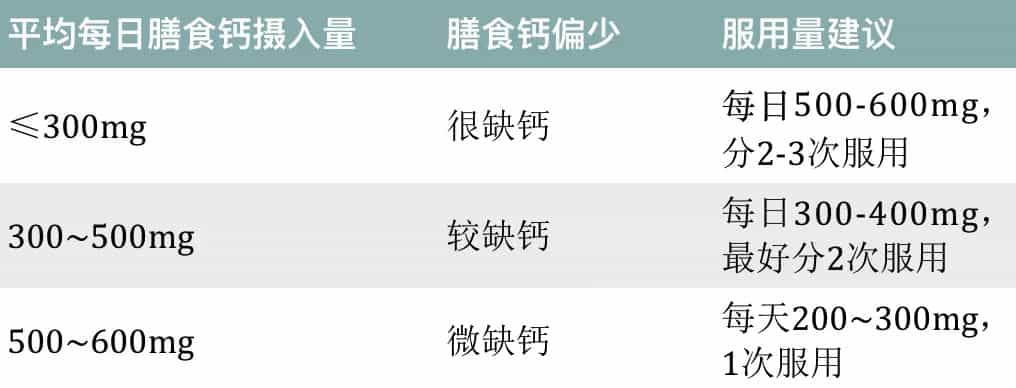 平均每日膳食钙摄入量 膳食钙偏少 服用量建议
≤300mg 很缺钙 每日500-600mg，
分2-3次服用
300~500mg 较缺钙 每日300-400mg，
最好分2次服用
500~600mg 微缺钙 每天200~300mg，
1次服用